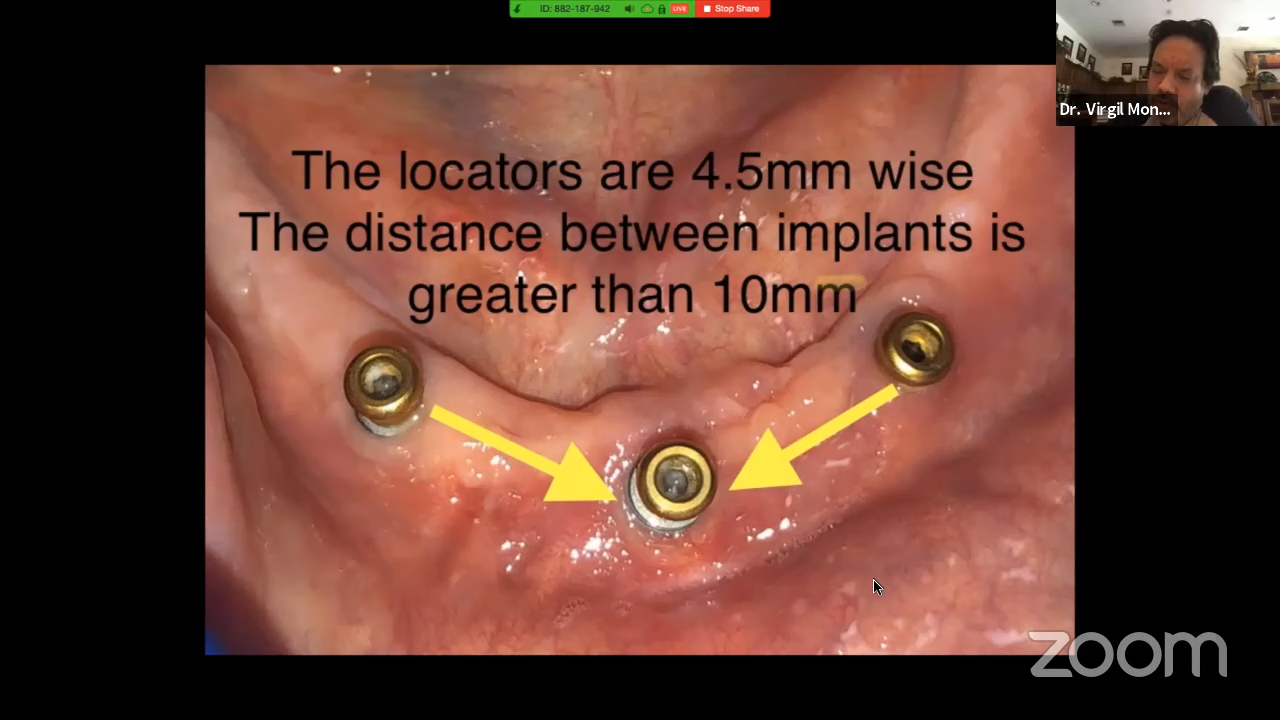 ID: 882-187-942
LIVE
Stop Share
Dr. Virgil Mon...
The locators are 4.5mm wise
The distance between implants is
greater than 10mm
zoom